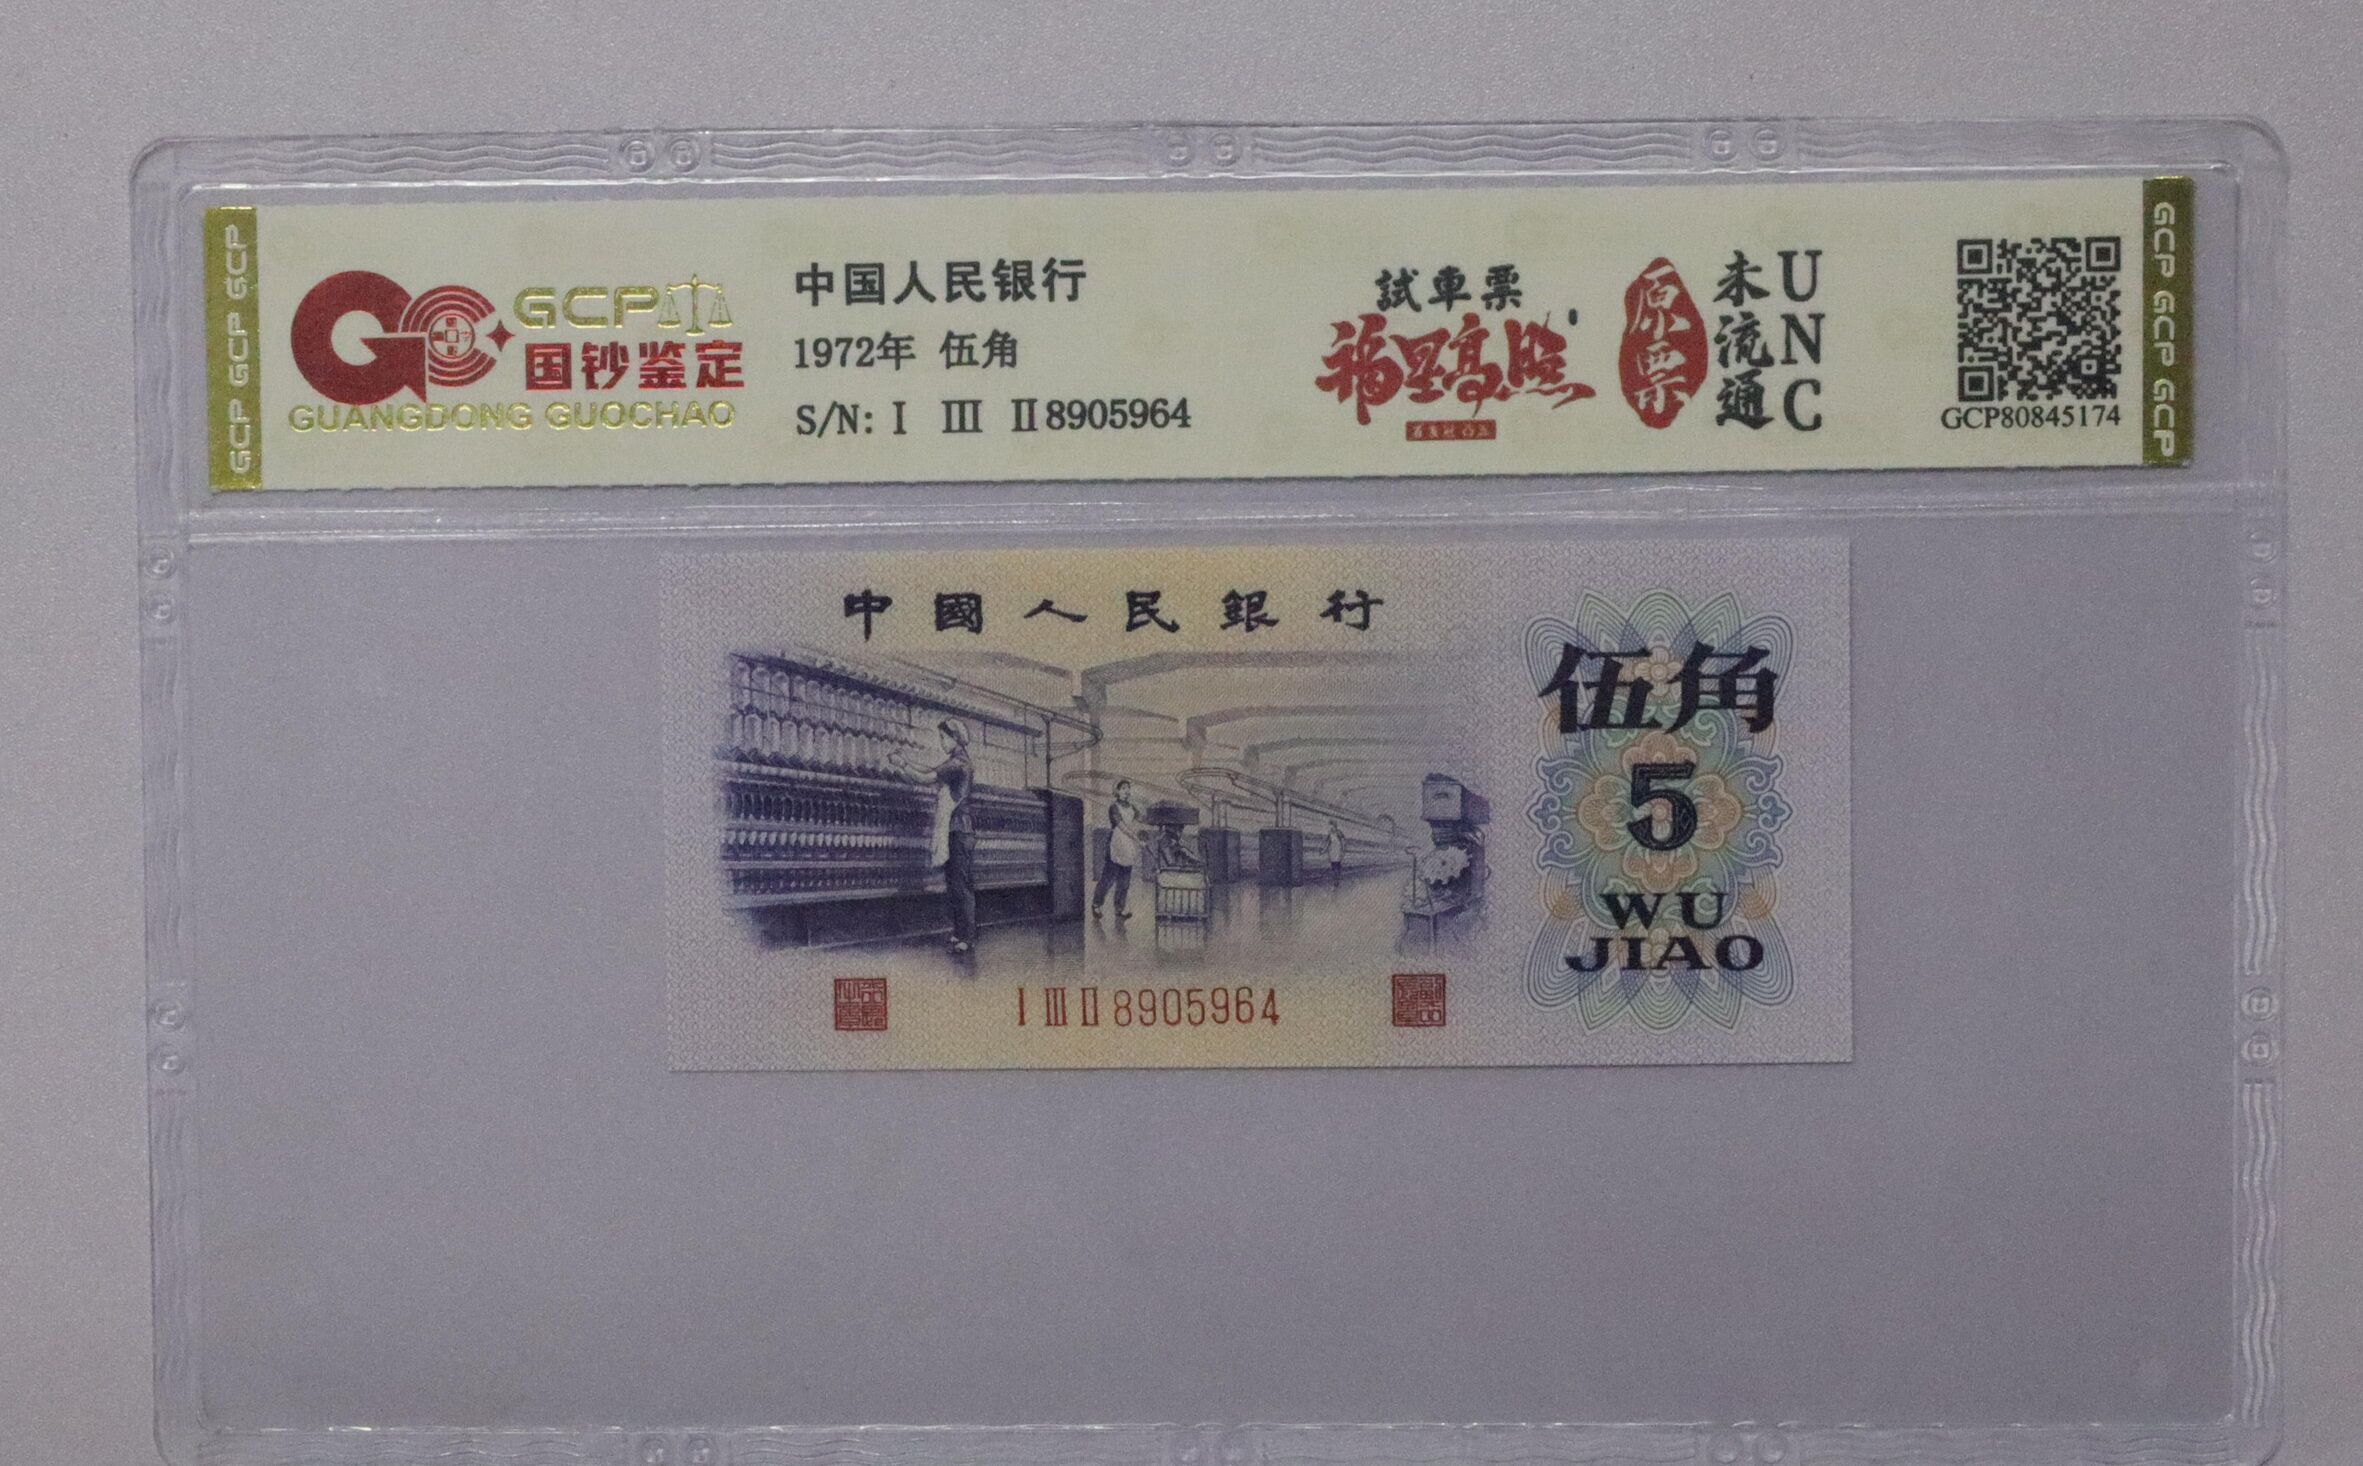 GCP GCP GCP
GCP
国钞鉴定
GUANGDONG GUOCHAO
中国人民银行
1972年 伍角
S/N: I III II8905964
試車票
福星高照
原票
未流通
UNC
GCP80845174
GCP GCP GCP
中國人民銀行
伍角
5
WU
JIAO
I III II 8905964